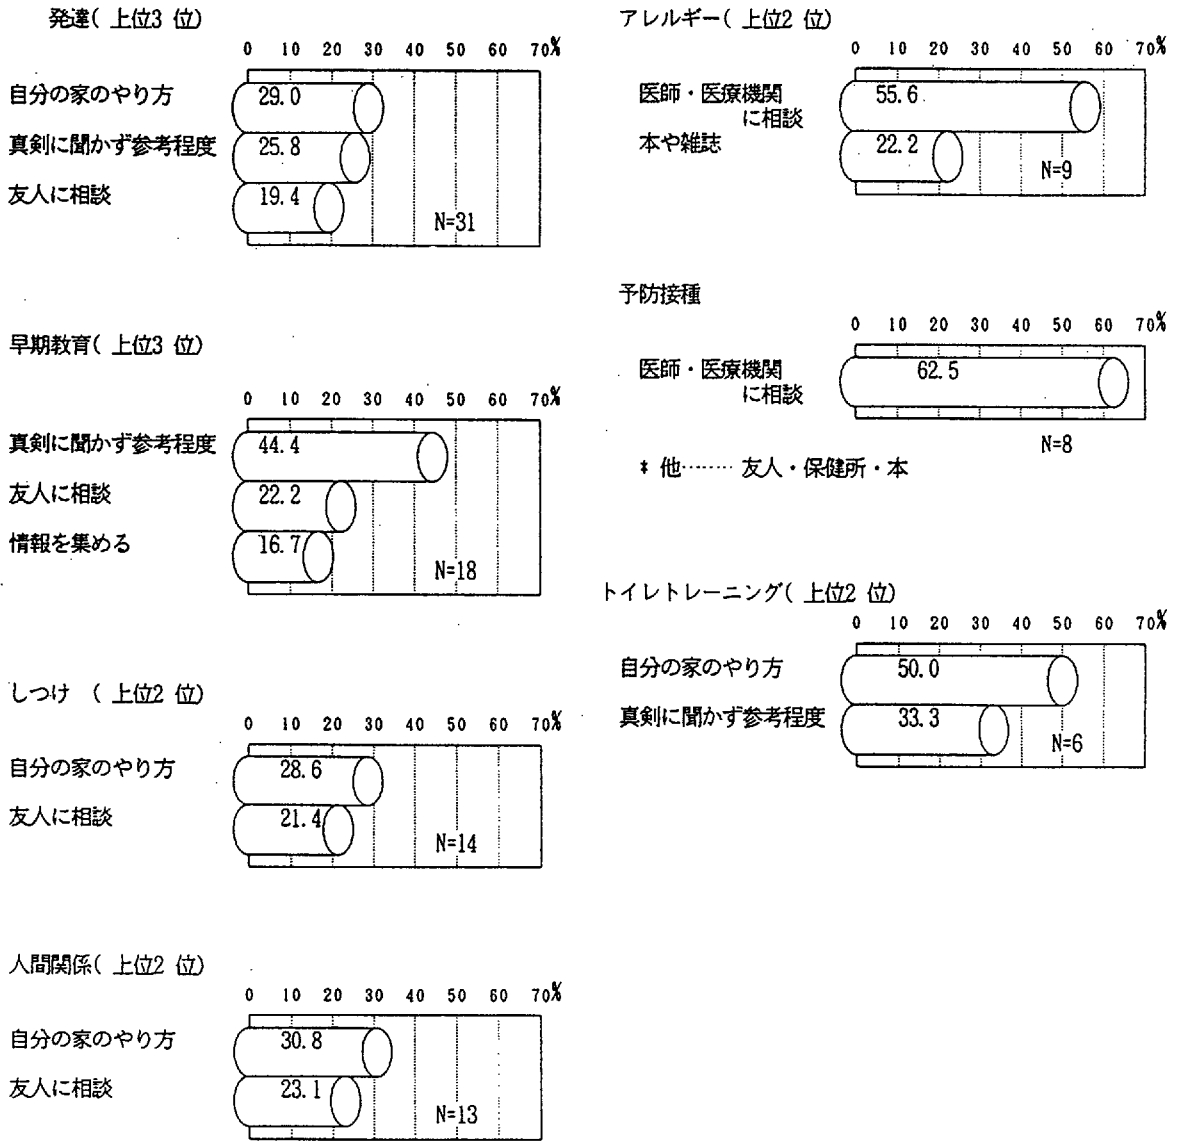 発達( 上位3 位)
0 10 20 30 40 50 60 70%
自分の家のやり方 29.0
真剣に聞かず参考程度 25.8
友人に相談 19.4
N=31
早期教育( 上位3 位)
0 10 20 30 40 50 60 70%
真剣に聞かず参考程度 44.4
友人に相談 22.2
情報を集める 16.7
N=18
しつけ ( 上位2 位)
0 10 20 30 40 50 60 70%
自分の家のやり方 28.6
友人に相談 21.4
N=14
人間関係( 上位2 位)
0 10 20 30 40 50 60 70%
自分の家のやり方 30.8
友人に相談 23.1
N=13
アレルギー( 上位2 位)
0 10 20 30 40 50 60 70%
医師・医療機関 55.6
に相談
本や雑誌 22.2
N=9
予防接種
0 10 20 30 40 50 60 70%
医師・医療機関 62.5
に相談
N=8
* 他…… 友人・保健所・本
トイレトレーニング( 上位2 位)
0 10 20 30 40 50 60 70%
自分の家のやり方 50.0
真剣に聞かず参考程度 33.3
N=6